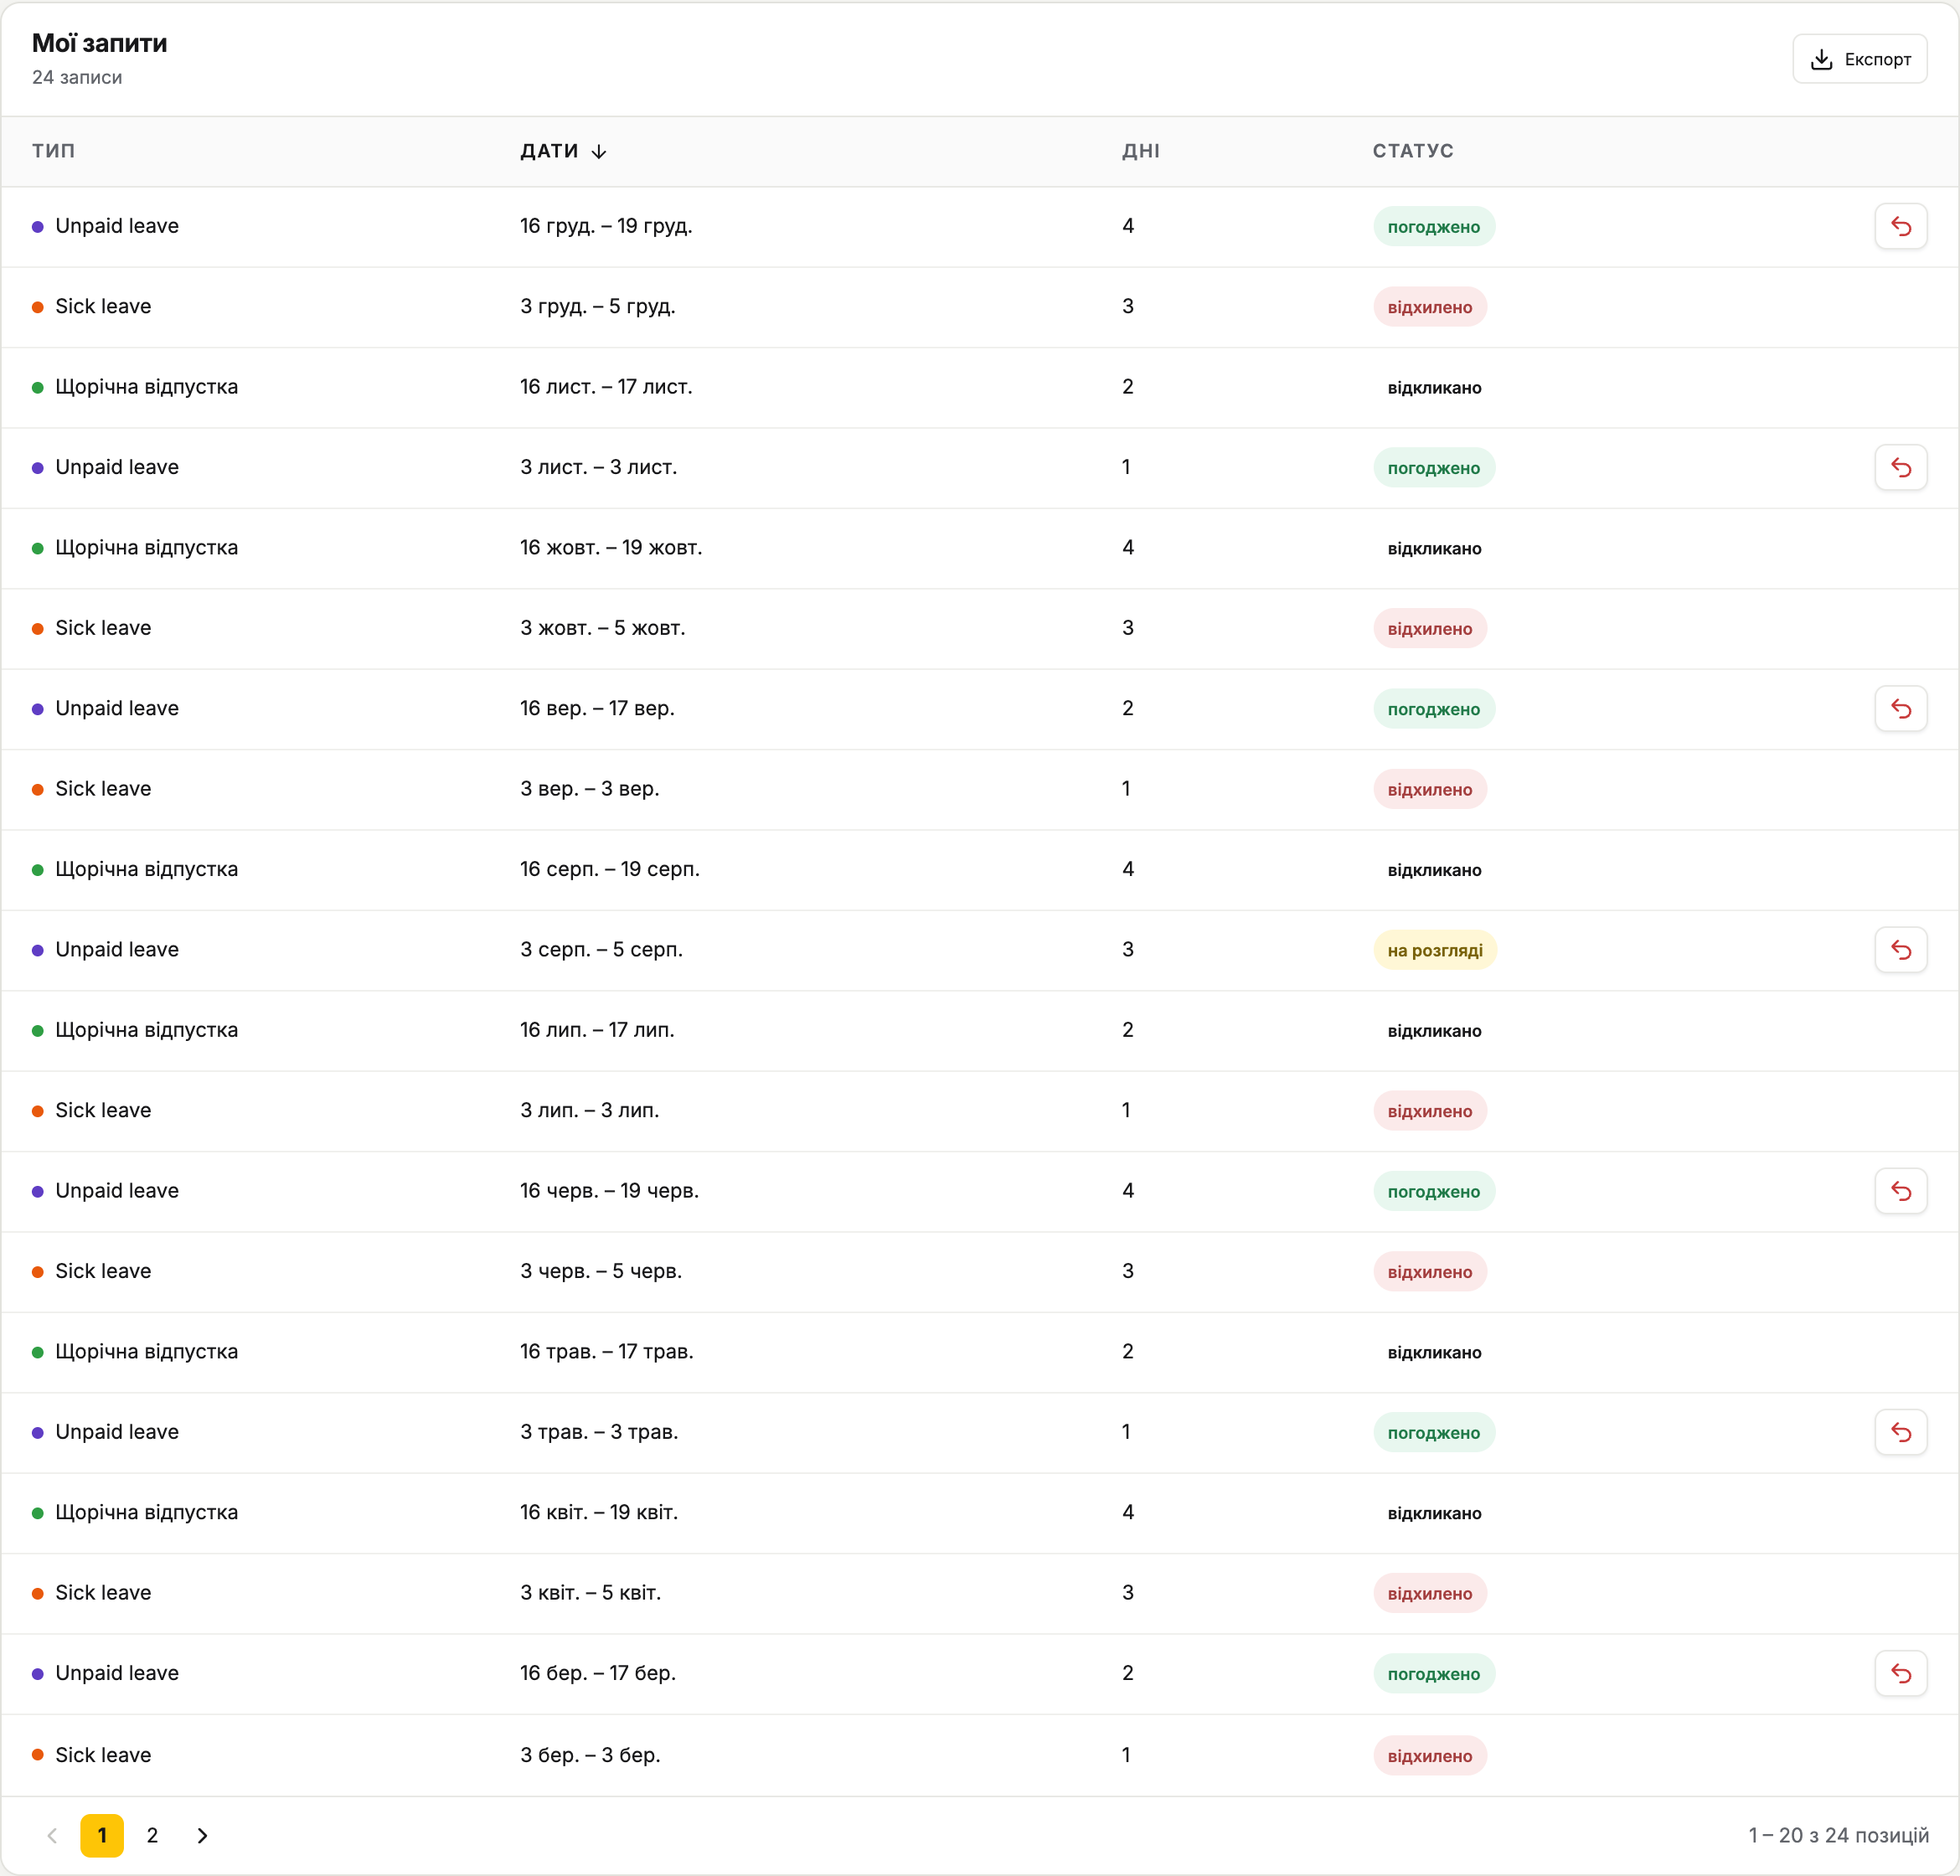 Мої запити
24 записи
Експорт
ТИП ДАТИ ДНІ СТАТУС
Unpaid leave 16 груд. – 19 груд. 4 погоджено
Sick leave 3 груд. – 5 груд. 3 відхилено
Щорічна відпустка 16 лист. – 17 лист. 2 відкликано
Unpaid leave 3 лист. – 3 лист. 1 погоджено
Щорічна відпустка 16 жовт. – 19 жовт. 4 відкликано
Sick leave 3 жовт. – 5 жовт. 3 відхилено
Unpaid leave 16 вер. – 17 вер. 2 погоджено
Sick leave 3 вер. – 3 вер. 1 відхилено
Щорічна відпустка 16 серп. – 19 серп. 4 відкликано
Unpaid leave 3 серп. – 5 серп. 3 на розгляді
Щорічна відпустка 16 лип. – 17 лип. 2 відкликано
Sick leave 3 лип. – 3 лип. 1 відхилено
Unpaid leave 16 черв. – 19 черв. 4 погоджено
Sick leave 3 черв. – 5 черв. 3 відхилено
Щорічна відпустка 16 трав. – 17 трав. 2 відкликано
Unpaid leave 3 трав. – 3 трав. 1 погоджено
Щорічна відпустка 16 квіт. – 19 квіт. 4 відкликано
Sick leave 3 квіт. – 5 квіт. 3 відхилено
Unpaid leave 16 бер. – 17 бер. 2 погоджено
Sick leave 3 бер. – 3 бер. 1 відхилено
1 2 1 – 20 з 24 позицій